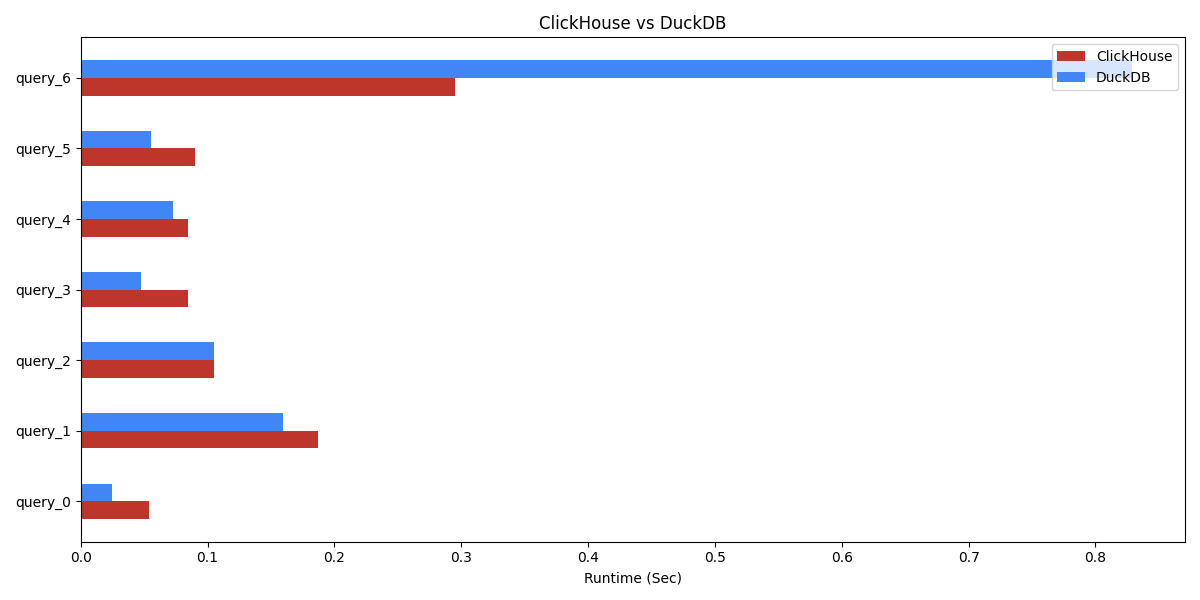 ClickHouse vs DuckDB
ClickHouse
DuckDB
query_6
query_5
query_4
query_3
query_2
query_1
query_0
0.0 0.1 0.2 0.3 0.4 0.5 0.6 0.7 0.8
Runtime (Sec)